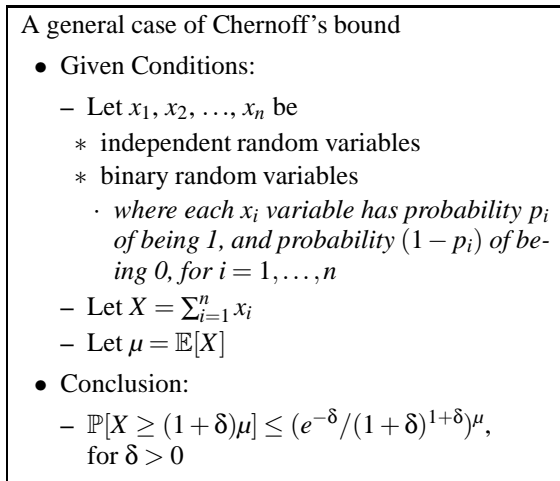 A general case of Chernoff's bound
• Given Conditions:
– Let x₁, x₂, …, xₙ be
∗ independent random variables
∗ binary random variables
· where each xᵢ variable has probability pᵢ
of being 1, and probability (1 − pᵢ) of be-
ing 0, for i = 1,…,n
– Let X = ∑ⁿᵢ₌₁ xᵢ
– Let μ = 𝔼[X]
• Conclusion:
– ℙ[X ≥ (1 + δ)μ] ≤ (e^{−δ}/(1 + δ)^{1+δ})^μ,
for δ > 0